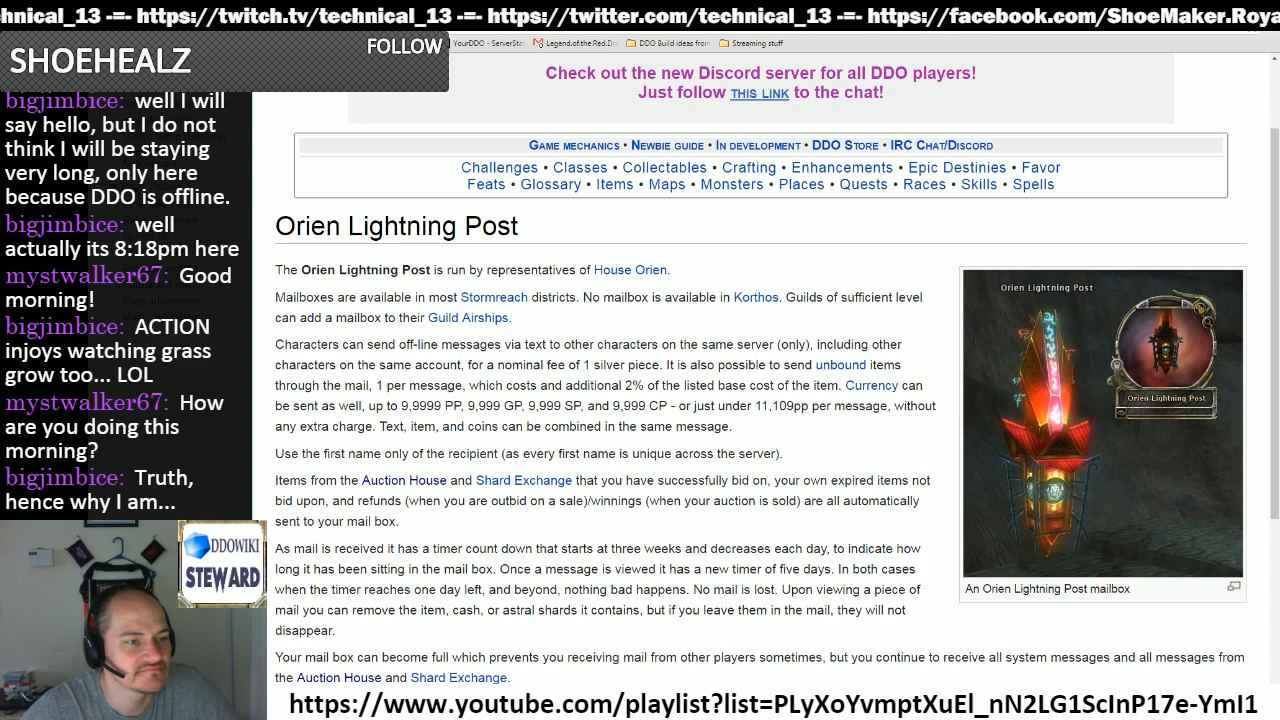 hnical_13 -=- https://twitch.tv/technical_13 -=- https://twitter.com/technical_13 -=- https://facebook.com/ShoeMaker.Roya
FOLLOW
SHOEHEALZ
YourDDO - ServerStat
Legend.of.the.Red.Dr
DDO Build ideas from
Streaming stuff
bigjimbice: well I will
say hello, but I do not
think I will be staying
very long, only here
because DDO is offline.
bigjimbice: well
actually its 8:18pm here
mystwalker67: Good
morning!
bigjimbice: ACTION
injoys watching grass
grow too... LOL
mystwalker67: How
are you doing this
morning?
bigjimbice: Truth,
hence why I am...
Page information
Check out the new Discord server for all DDO players!
Just follow THIS LINK to the chat!
Game mechanics • Newbie guide • In development • DDO Store • IRC Chat/Discord
Challenges • Classes • Collectables • Crafting • Enhancements • Epic Destinies • Favor
Feats • Glossary • Items • Maps • Monsters • Places • Quests • Races • Skills • Spells
Orien Lightning Post
The Orien Lightning Post is run by representatives of House Orien.
Mailboxes are available in most Stormreach districts. No mailbox is available in Korthos. Guilds of sufficient level
can add a mailbox to their Guild Airships.
Characters can send off-line messages via text to other characters on the same server (only), including other
characters on the same account, for a nominal fee of 1 silver piece. It is also possible to send unbound items
through the mail, 1 per message, which costs and additional 2% of the listed base cost of the item. Currency can
be sent as well, up to 9,9999 PP, 9,999 GP, 9,999 SP, and 9,999 CP - or just under 11,109pp per message, without
any extra charge. Text, item, and coins can be combined in the same message.
Use the first name only of the recipient (as every first name is unique across the server).
Items from the Auction House and Shard Exchange that you have successfully bid on, your own expired items not
bid upon, and refunds (when you are outbid on a sale)/winnings (when your auction is sold) are all automatically
sent to your mail box.
As mail is received it has a timer count down that starts at three weeks and decreases each day, to indicate how
long it has been sitting in the mail box. Once a message is viewed it has a new timer of five days. In both cases
when the timer reaches one day left, and beyond, nothing bad happens. No mail is lost. Upon viewing a piece of
mail you can remove the item, cash, or astral shards it contains, but if you leave them in the mail, they will not
disappear.
Your mail box can become full which prevents you receiving mail from other players sometimes, but you continue to receive all system messages and all messages from
the Auction House and Shard Exchange.
Orien Lightning Post
Orien Lightning Post
An Orien Lightning Post mailbox
DDOWIKI
STEWARD
https://www.youtube.com/playlist?list=PLyXoYvmptXuEl_nN2LG1ScInP17e-YmI1